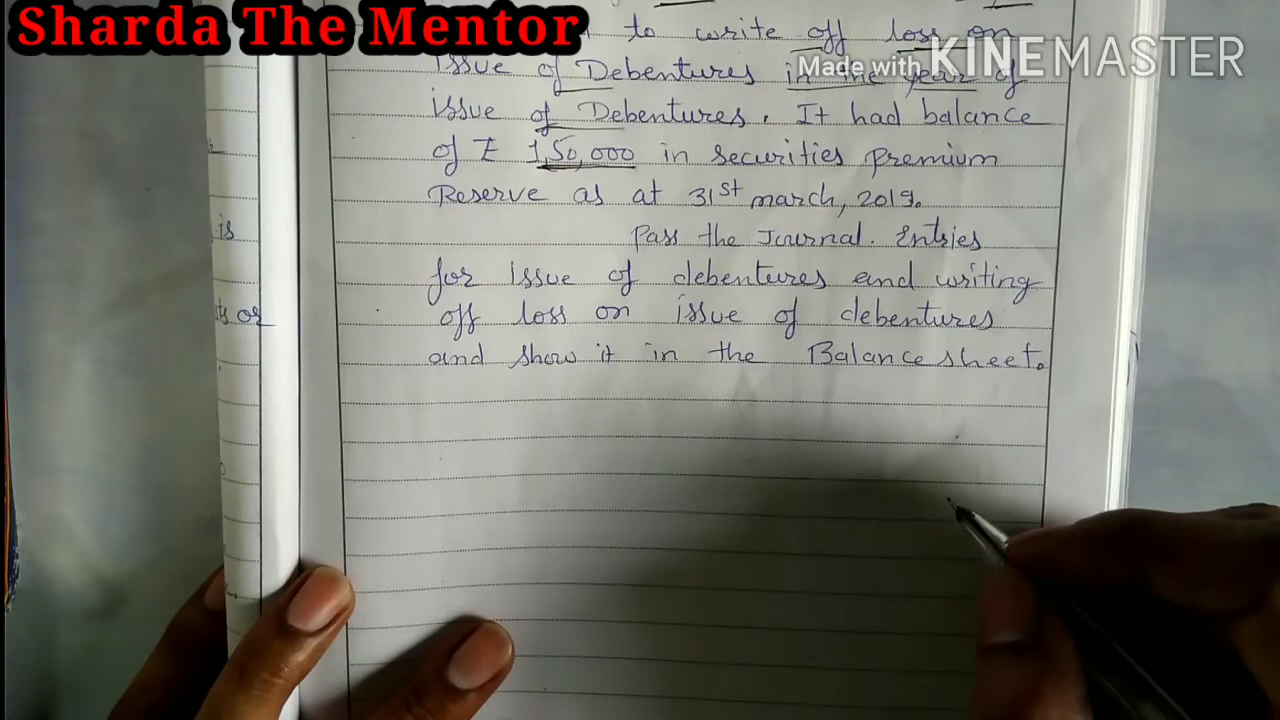 Sharda The Mentor
to write off loss on
Made with KINEMASTER
issue of Debentures in the year of
issue of Debentures. It had balance
of ₹ 1,50,000 in securities premium
Reserve as at 31st march, 2019.
is
Pass the Journal. Entries
for issue of debentures and writing
or
off loss on issue of debentures
and show it in the Balance sheet.